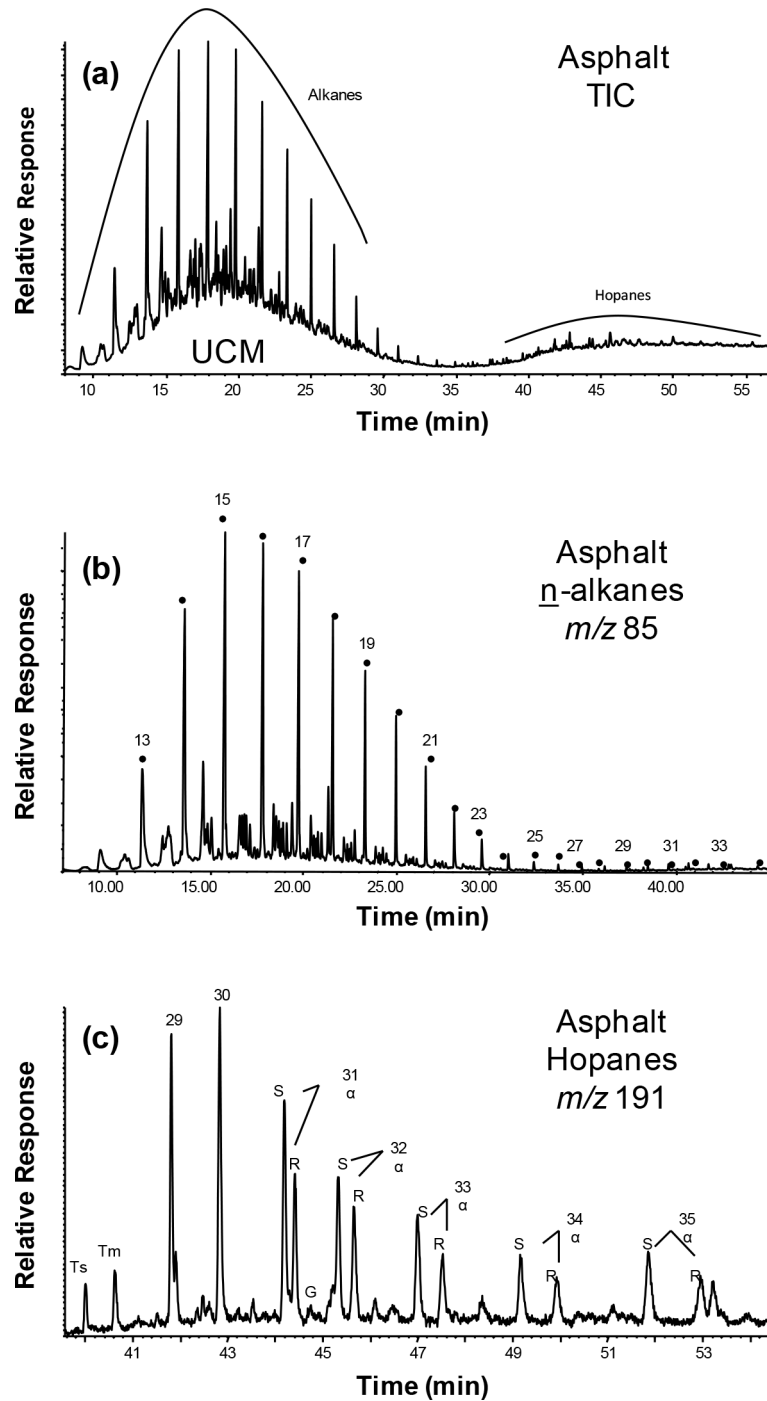 (a)
Asphalt
TIC
Alkanes
Hopanes
UCM
Relative Response
10 15 20 25 30 35 40 45 50 55
Time (min)
(b)
Asphalt
n-alkanes
m/z 85
15
17
19
13
21
23
25 27 29 31 33
Relative Response
10.00 15.00 20.00 25.00 30.00 35.00 40.00
Time (min)
(c)
Asphalt
Hopanes
m/z 191
30
29
31
α
S
R
32
α
S
R
33
α
S
R
34
α
S
R
35
α
S
R
Ts
Tm
G
Relative Response
41 43 45 47 49 51 53
Time (min)